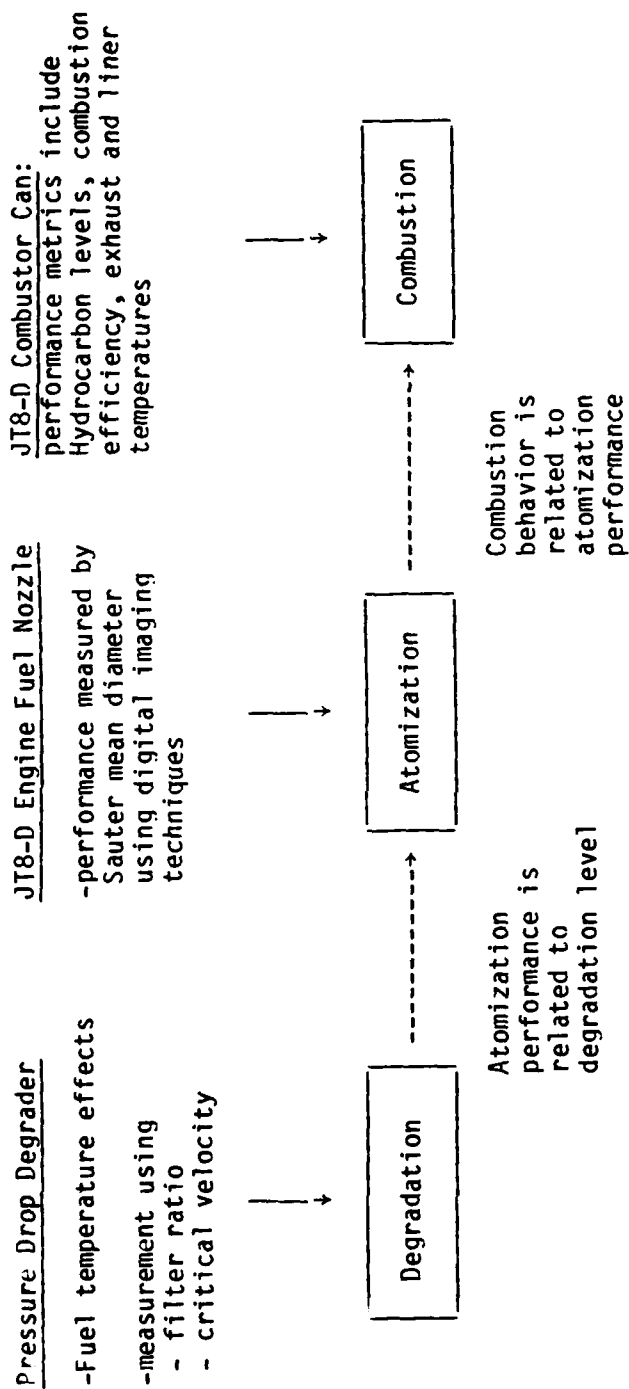 Pressure Drop Degrader
-Fuel temperature effects
-measurement using
- filter ratio
- critical velocity
Degradation
Atomization
performance is
related to
degradation level
JT8-D Engine Fuel Nozzle
-performance measured by
Sauter mean diameter
using digital imaging
techniques
Atomization
Combustion
behavior is
related to
atomization
performance
JT8-D Combustor Can:
performance metrics include
Hydrocarbon levels, combustion
efficiency, exhaust and liner
temperatures
Combustion